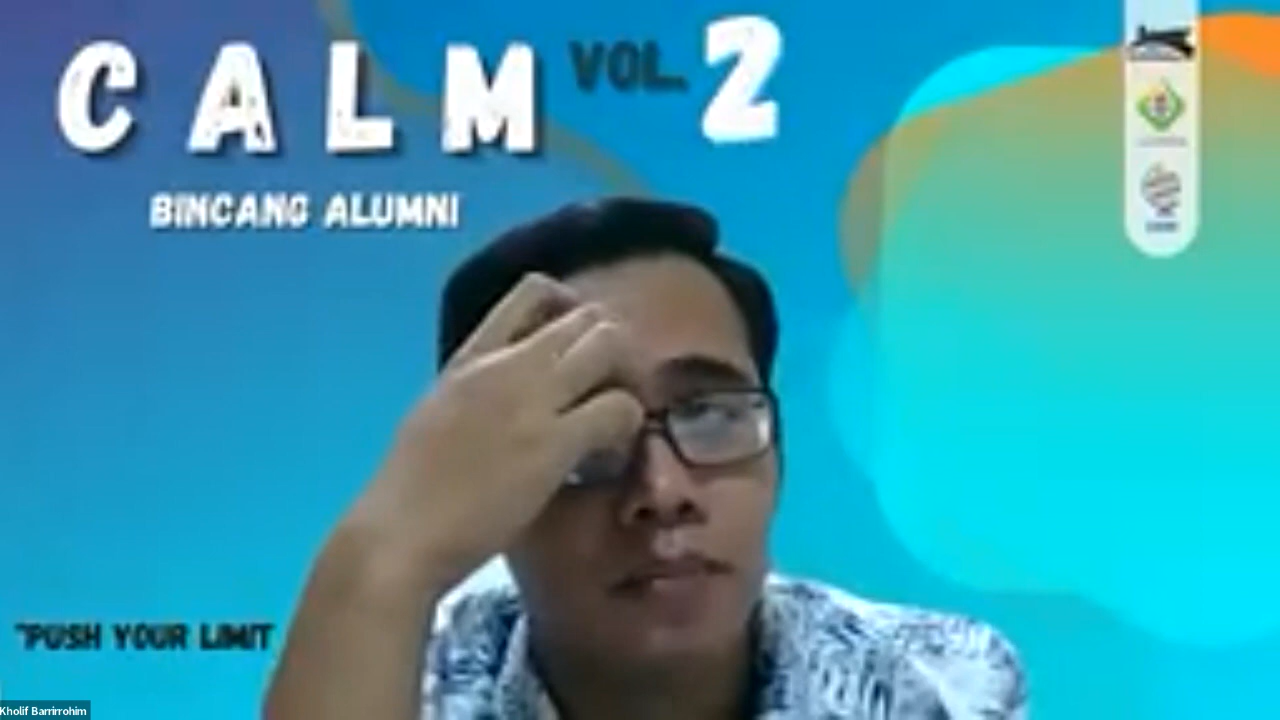 CALM VOL. 2
BINCANG ALUMNI
"PUSH YOUR LIMIT
Kholif Barrirrohim